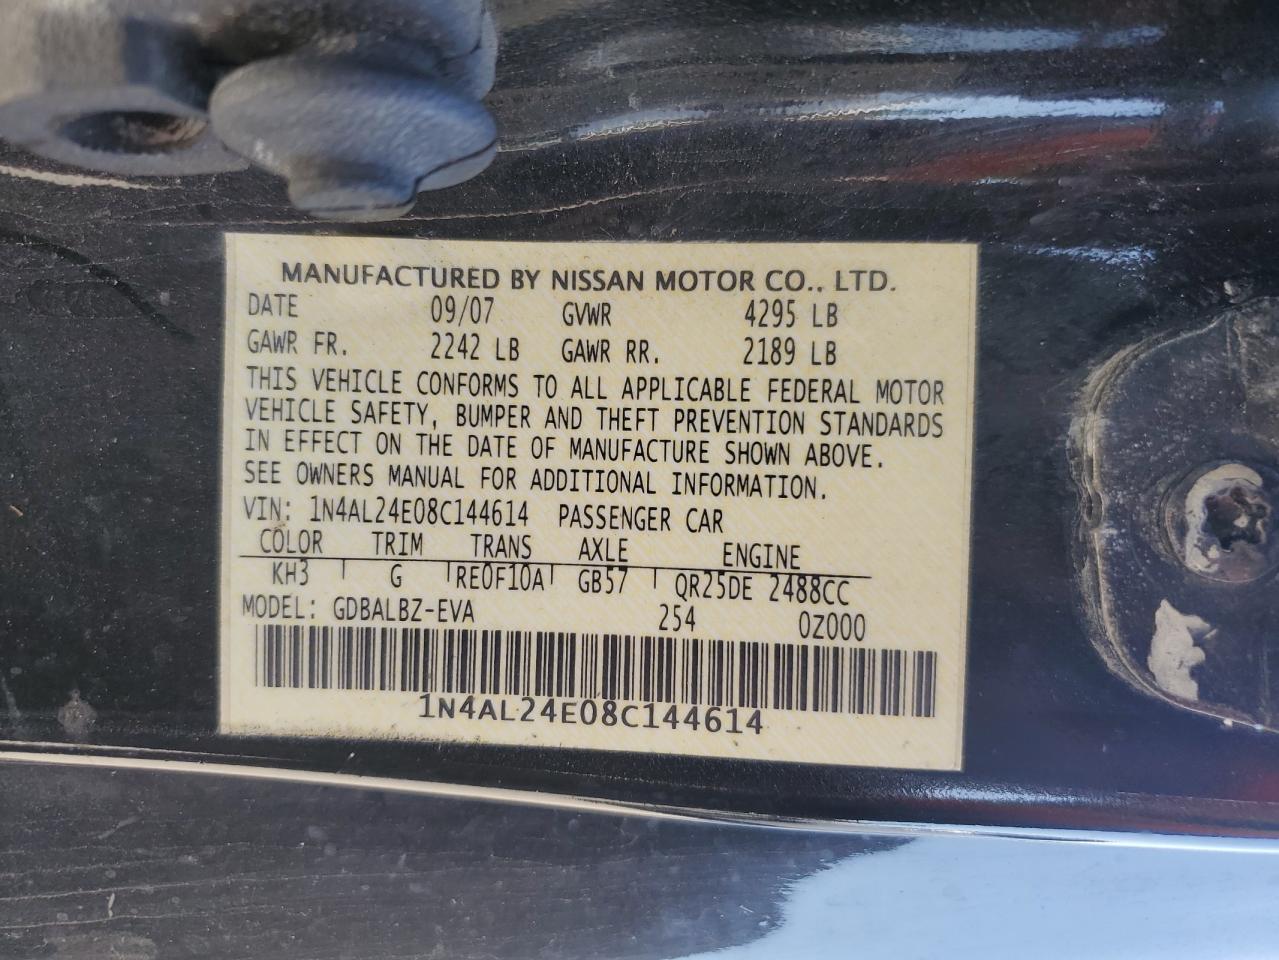 MANUFACTURED BY NISSAN MOTOR CO., LTD.
DATE 09/07 GVWR 4295 LB
GAWR FR. 2242 LB GAWR RR. 2189 LB
THIS VEHICLE CONFORMS TO ALL APPLICABLE FEDERAL MOTOR
VEHICLE SAFETY, BUMPER AND THEFT PREVENTION STANDARDS
IN EFFECT ON THE DATE OF MANUFACTURE SHOWN ABOVE.
SEE OWNERS MANUAL FOR ADDITIONAL INFORMATION.
VIN: 1N4AL24E08C144614 PASSENGER CAR
COLOR TRIM TRANS AXLE ENGINE
KH3 G RE0F10A GB57 QR25DE 2488CC
MODEL: GDBALBZ-EVA 254 0Z000
1N4AL24E08C144614